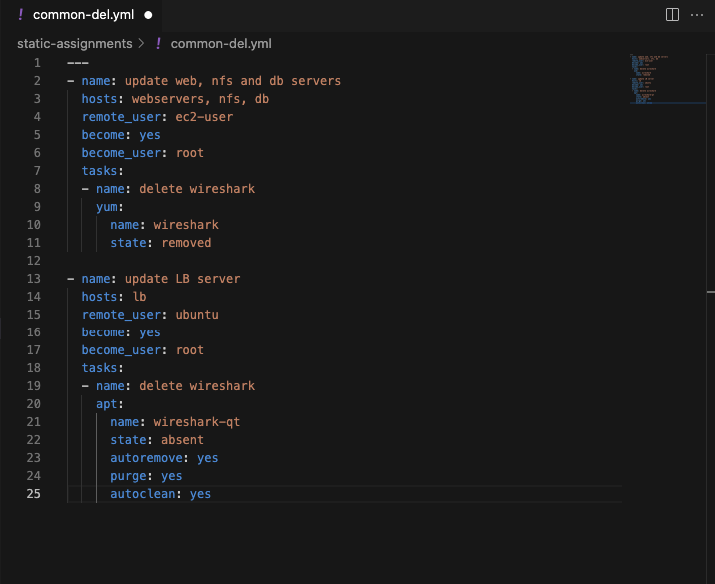 ! common-del.yml ●
static-assignments > ! common-del.yml
1 ---
2 - name: update web, nfs and db servers
3   hosts: webservers, nfs, db
4   remote_user: ec2-user
5   become: yes
6   become_user: root
7   tasks:
8   - name: delete wireshark
9     yum:
10       name: wireshark
11       state: removed
12
13 - name: update LB server
14   hosts: lb
15   remote_user: ubuntu
16   become: yes
17   become_user: root
18   tasks:
19   - name: delete wireshark
20     apt:
21       name: wireshark-qt
22       state: absent
23       autoremove: yes
24       purge: yes
25       autoclean: yes